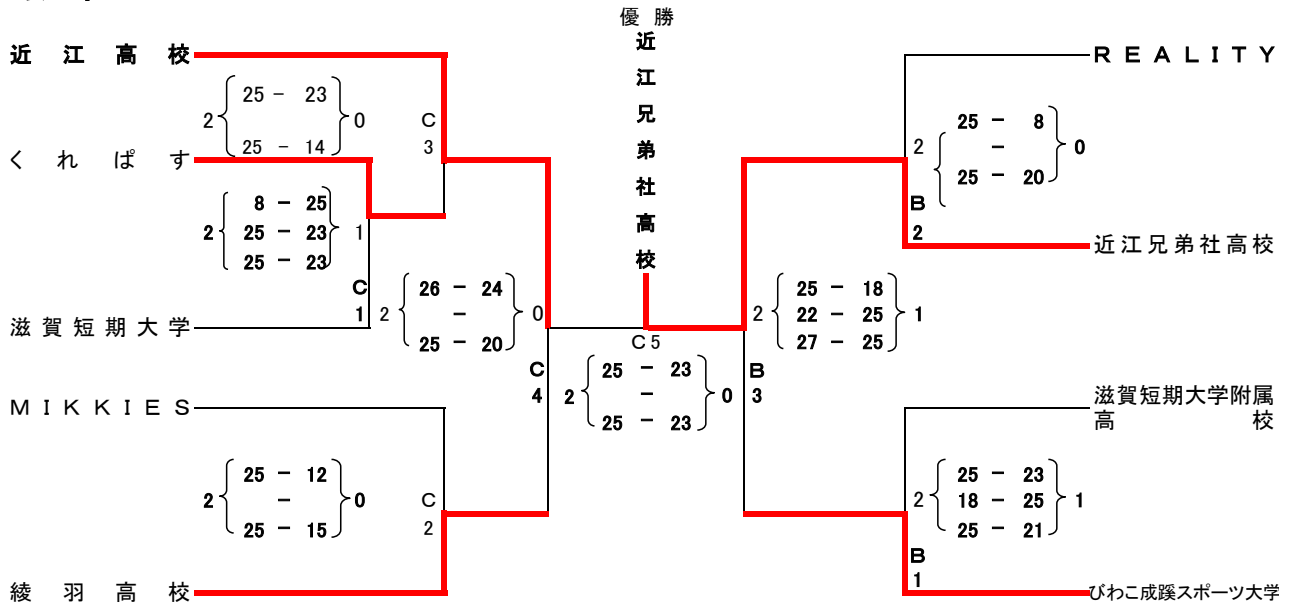 優勝
近江兄弟社高校
近江高校
25 - 23
2 0
25 - 14
C
3
くれぱす
8 - 25
2 25 - 23 1
25 - 23
C
1
滋賀短期大学
26 - 24
2 - 0
25 - 20
C
4
MIKKIES
25 - 12
2 - 0
25 - 15
C
2
綾羽高校
C5
25 - 23
2 - 0
25 - 23
REALITY
25 - 8
2 - 0
25 - 20
B
2
近江兄弟社高校
25 - 18
2 22 - 25 1
27 - 25
B
3
滋賀短期大学附属
高校
25 - 23
2 18 - 25 1
25 - 21
B
1
びわこ成蹊スポーツ大学